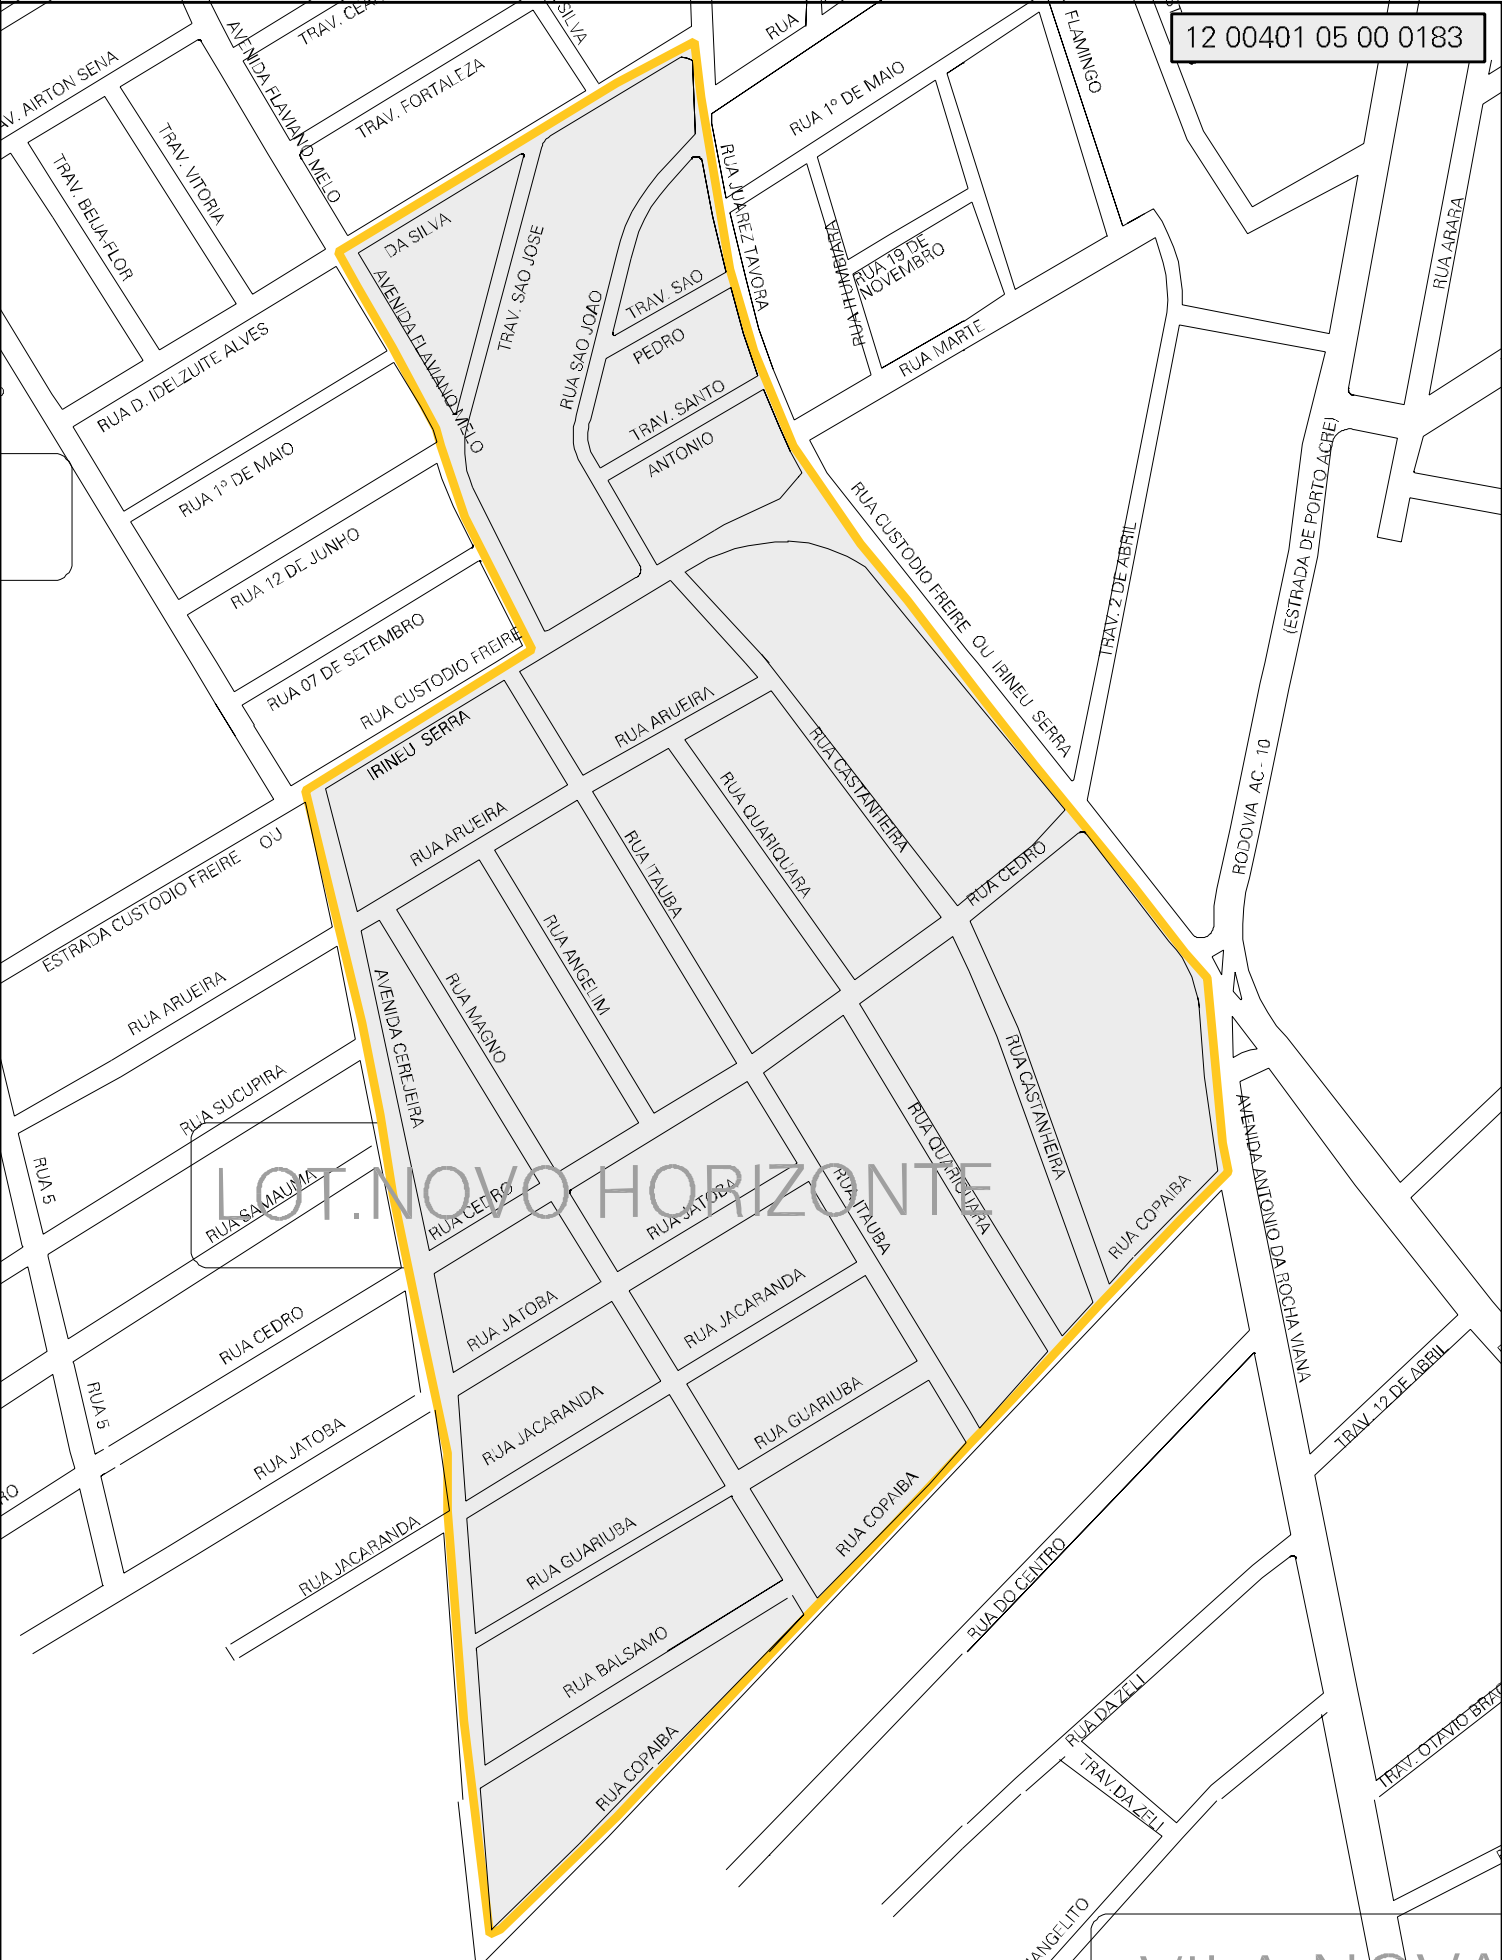 12 00401 05 00 0183
SILVA
RUA
FLAMINGO
AV. AIRTON SENA
AVENIDA FLAVIANO MELO
TRAV. FORTALEZA
RUA 1º DE MAIO
TRAV. VITORIA
TRAV. BEIJA-FLOR
RUA JUAREZ TAVORA
RUA ARARA
DA SILVA
AVENIDA FLAVIANO MELO
TRAV. SAO JOSE
RUA SAO JOAO
TRAV. SAO
PEDRO
RUA ITUMBIARA
RUA 19 DE
NOVEMBRO
RUA MARTE
RUA D. IDELZUITE ALVES
TRAV. SANTO
ANTONIO
RUA 1º DE MAIO
RUA 12 DE JUNHO
RUA 07 DE SETEMBRO
RUA CUSTODIO FREIRE
IRINEU SERRA
RUA CUSTODIO FREIRE OU IRINEU SERRA
TRAV. 2 DE ABRIL
(ESTRADA DE PORTO ACRE)
RODOVIA AC - 10
RUA ARUEIRA
RUA ARUEIRA
RUA CASTANHEIRA
RUA QUARIQUARA
RUA ITAUBA
RUA CEDRO
ESTRADA CUSTODIO FREIRE OU
RUA ARUEIRA
RUA ANGELIM
RUA MAGNO
AVENIDA CEREJEIRA
RUA SUCUPIRA
RUA CASTANHEIRA
RUA QUARIQUARA
RUA 5
RUA SAMAUMA
LOT. NOVO HORIZONTE
RUA CEDRO
RUA JATOBA
RUA ITAUBA
RUA COPAIBA
AVENIDA ANTONIO DA ROCHA VIANA
RUA CEDRO
RUA JATOBA
RUA JACARANDA
RUA 5
RUA JATOBA
RUA JACARANDA
RUA GUARIUBA
TRAV. 12 DE ABRIL
RUA JACARANDA
RUA GUARIUBA
RUA COPAIBA
RUA DO CENTRO
RUA BALSAMO
RUA COPAIBA
RUA DA ZELI
TRAV. DA ZELI
TRAV. OTAVIO BRAG
ANGELITO
VILA NOVA